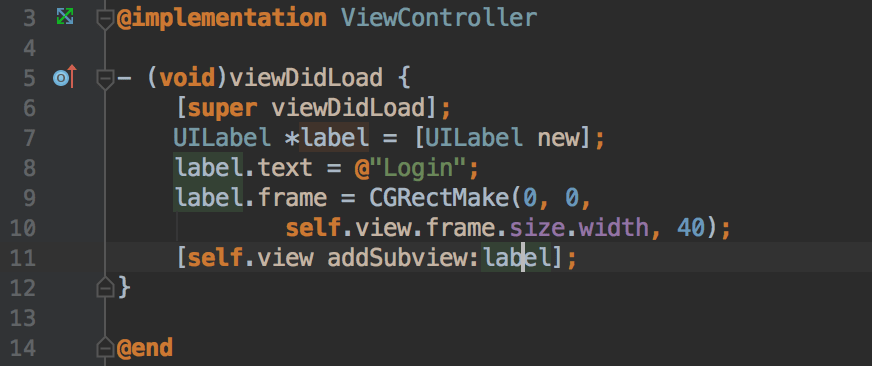 3 @implementation ViewController
4
5 - (void)viewDidLoad {
6     [super viewDidLoad];
7     UILabel *label = [UILabel new];
8     label.text = @"Login";
9     label.frame = CGRectMake(0, 0,
10             self.view.frame.size.width, 40);
11     [self.view addSubview:label];
12 }
13
14 @end